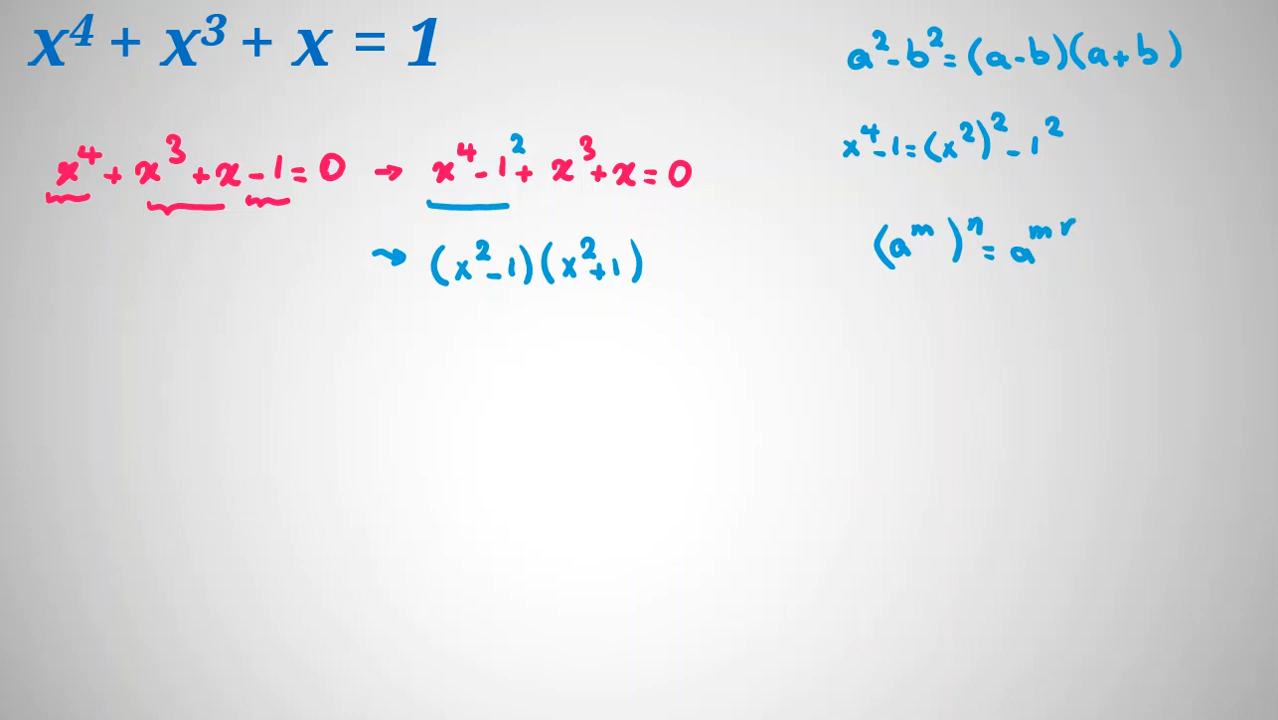 x⁴ + x³ + x = 1
a² - b² = (a - b)(a + b)
x⁴ - 1 = (x²)² - 1²
x⁴ + x³ + x - 1 = 0 → x⁴ - 1² + x³ + x = 0
(aᵐ)ⁿ = aᵐʳ
→ (x² - 1)(x² + 1)